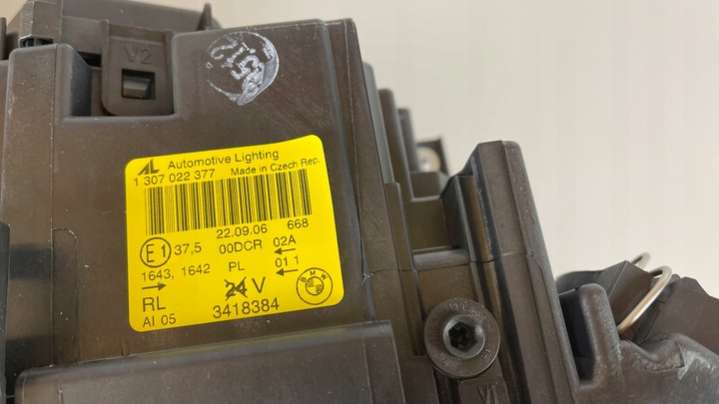 V2
AL Automotive Lighting
1 307 022 377 Made in Czech Rep.
22.09.06 668
E1 37,5 00DCR 02A
1643. 1642 PL 01 1
RL 24 V BMW
AI 05 3418384